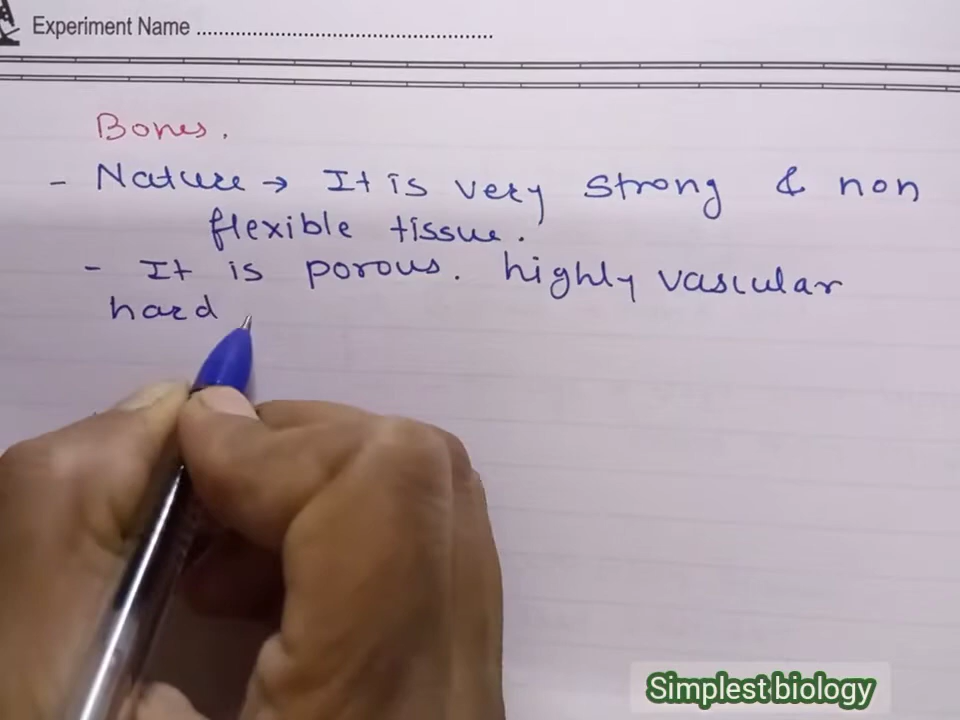 Experiment Name ......................................................
Bones.
- Nature → It is very strong & non
flexible tissue.
- It is porous. highly vascular
hard
Simplest biology